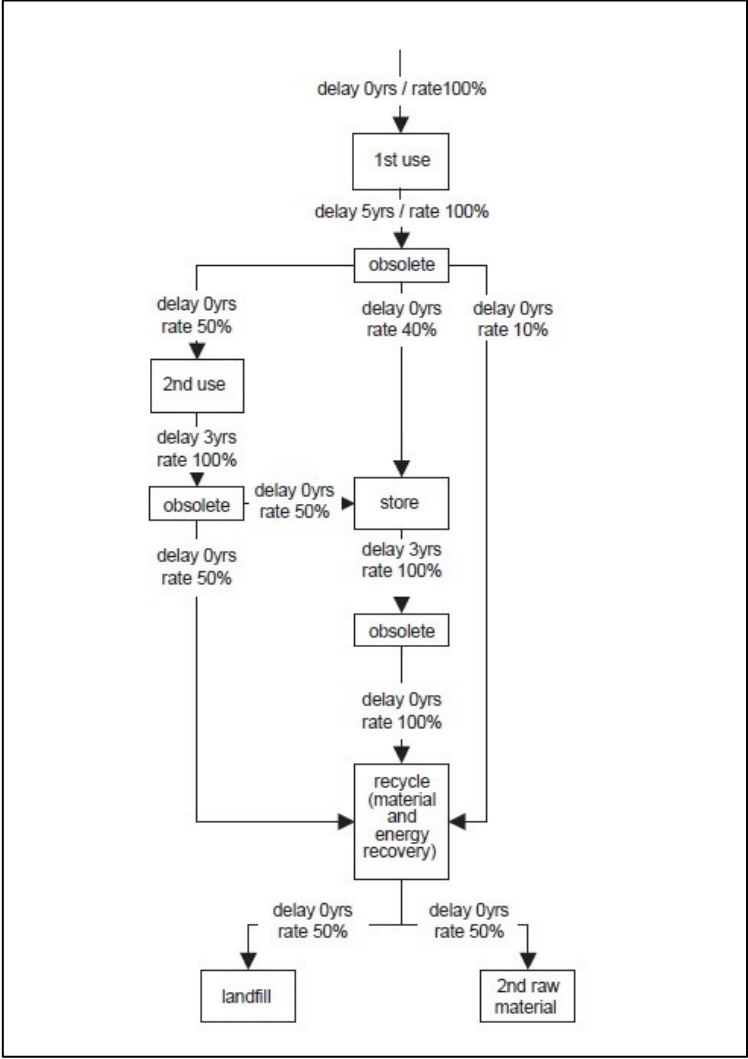 delay 0yrs / rate100%
1st use
delay 5yrs / rate 100%
obsolete
delay 0yrs
rate 50%
delay 0yrs
rate 40%
delay 0yrs
rate 10%
2nd use
delay 3yrs
rate 100%
obsolete
delay 0yrs
rate 50%
store
delay 0yrs
rate 50%
delay 3yrs
rate 100%
obsolete
delay 0yrs
rate 100%
recycle
(material
and
energy
recovery)
delay 0yrs
rate 50%
delay 0yrs
rate 50%
landfill
2nd raw
material